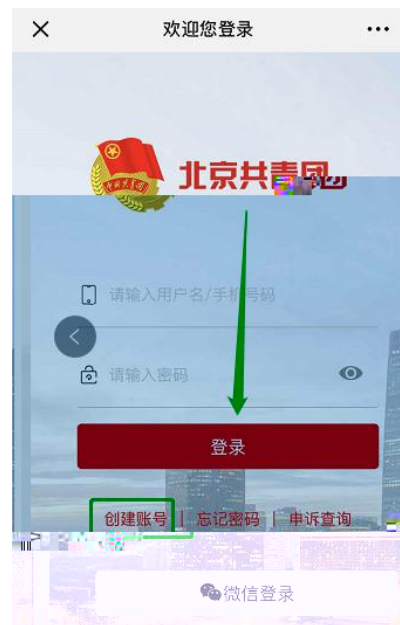 欢迎您登录
北京共青团
请输入用户名/手机号码
请输入密码
登录
创建账号 | 忘记密码 | 申诉查询
微信登录